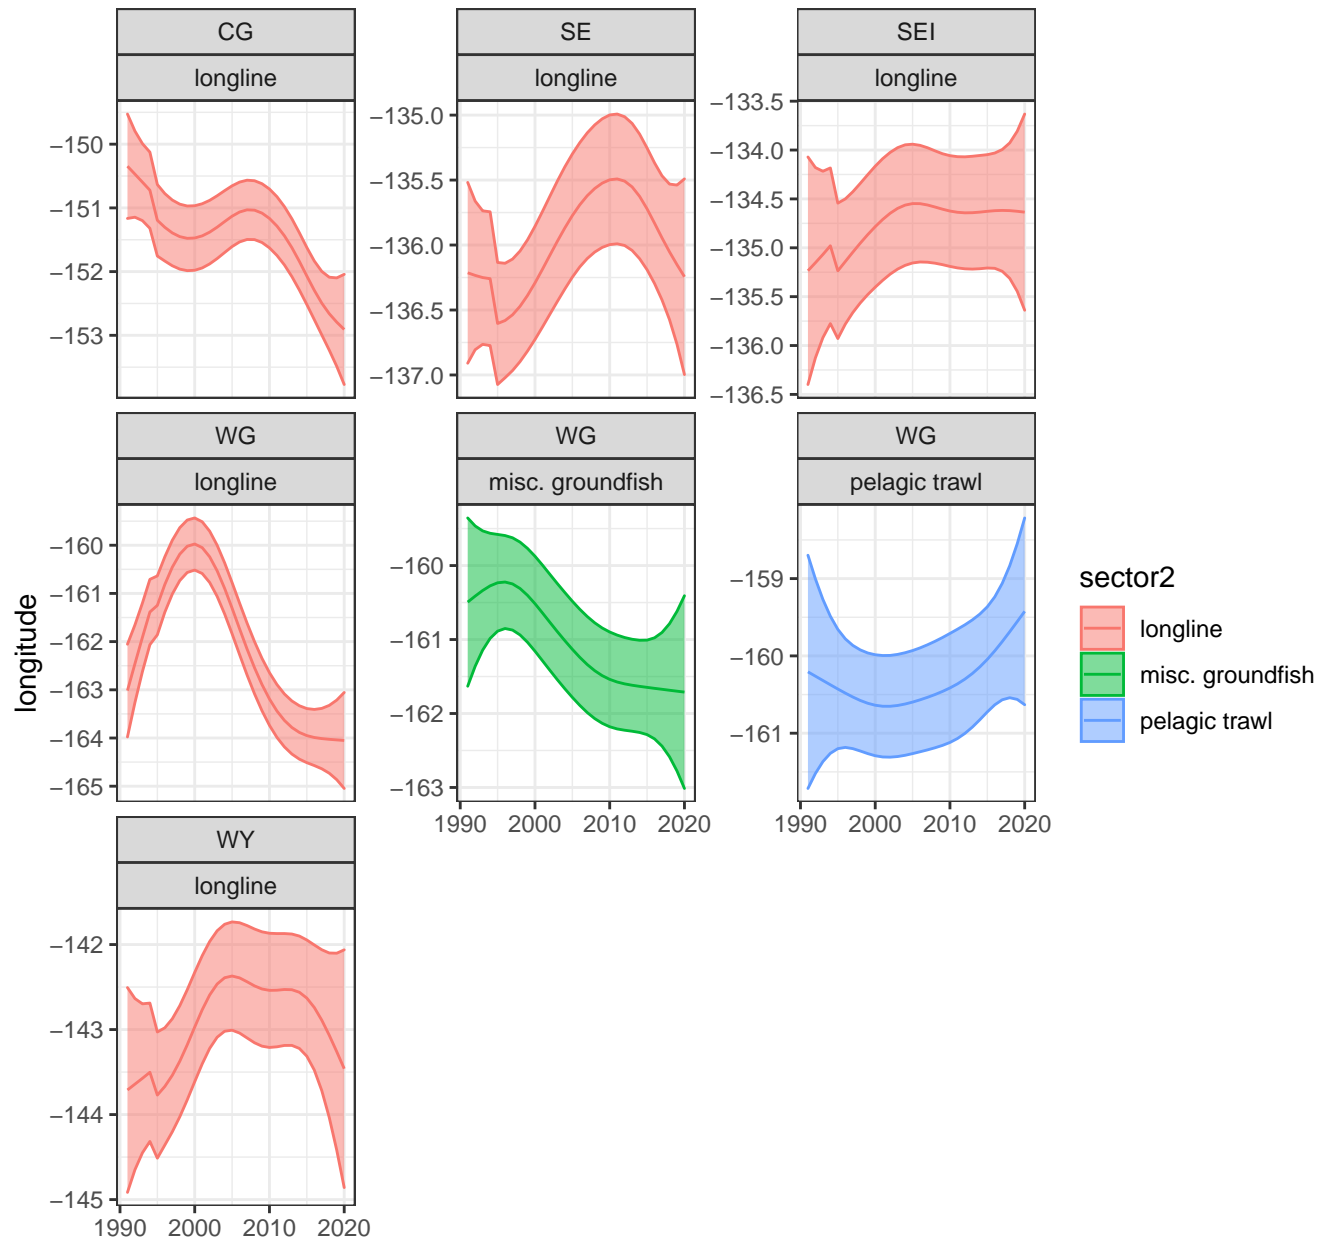 CG
longline
−150
−151
−152
−153
SE
longline
−135.0
−135.5
−136.0
−136.5
−137.0
SEI
longline
−133.5
−134.0
−134.5
−135.0
−135.5
−136.0
−136.5
longitude
WG
longline
−160
−161
−162
−163
−164
−165
WG
misc. groundfish
−160
−161
−162
−163
1990 2000 2010 2020
WG
pelagic trawl
−159
−160
−161
1990 2000 2010 2020
WY
longline
−142
−143
−144
−145
1990 2000 2010 2020
sector2
longline
misc. groundfish
pelagic trawl